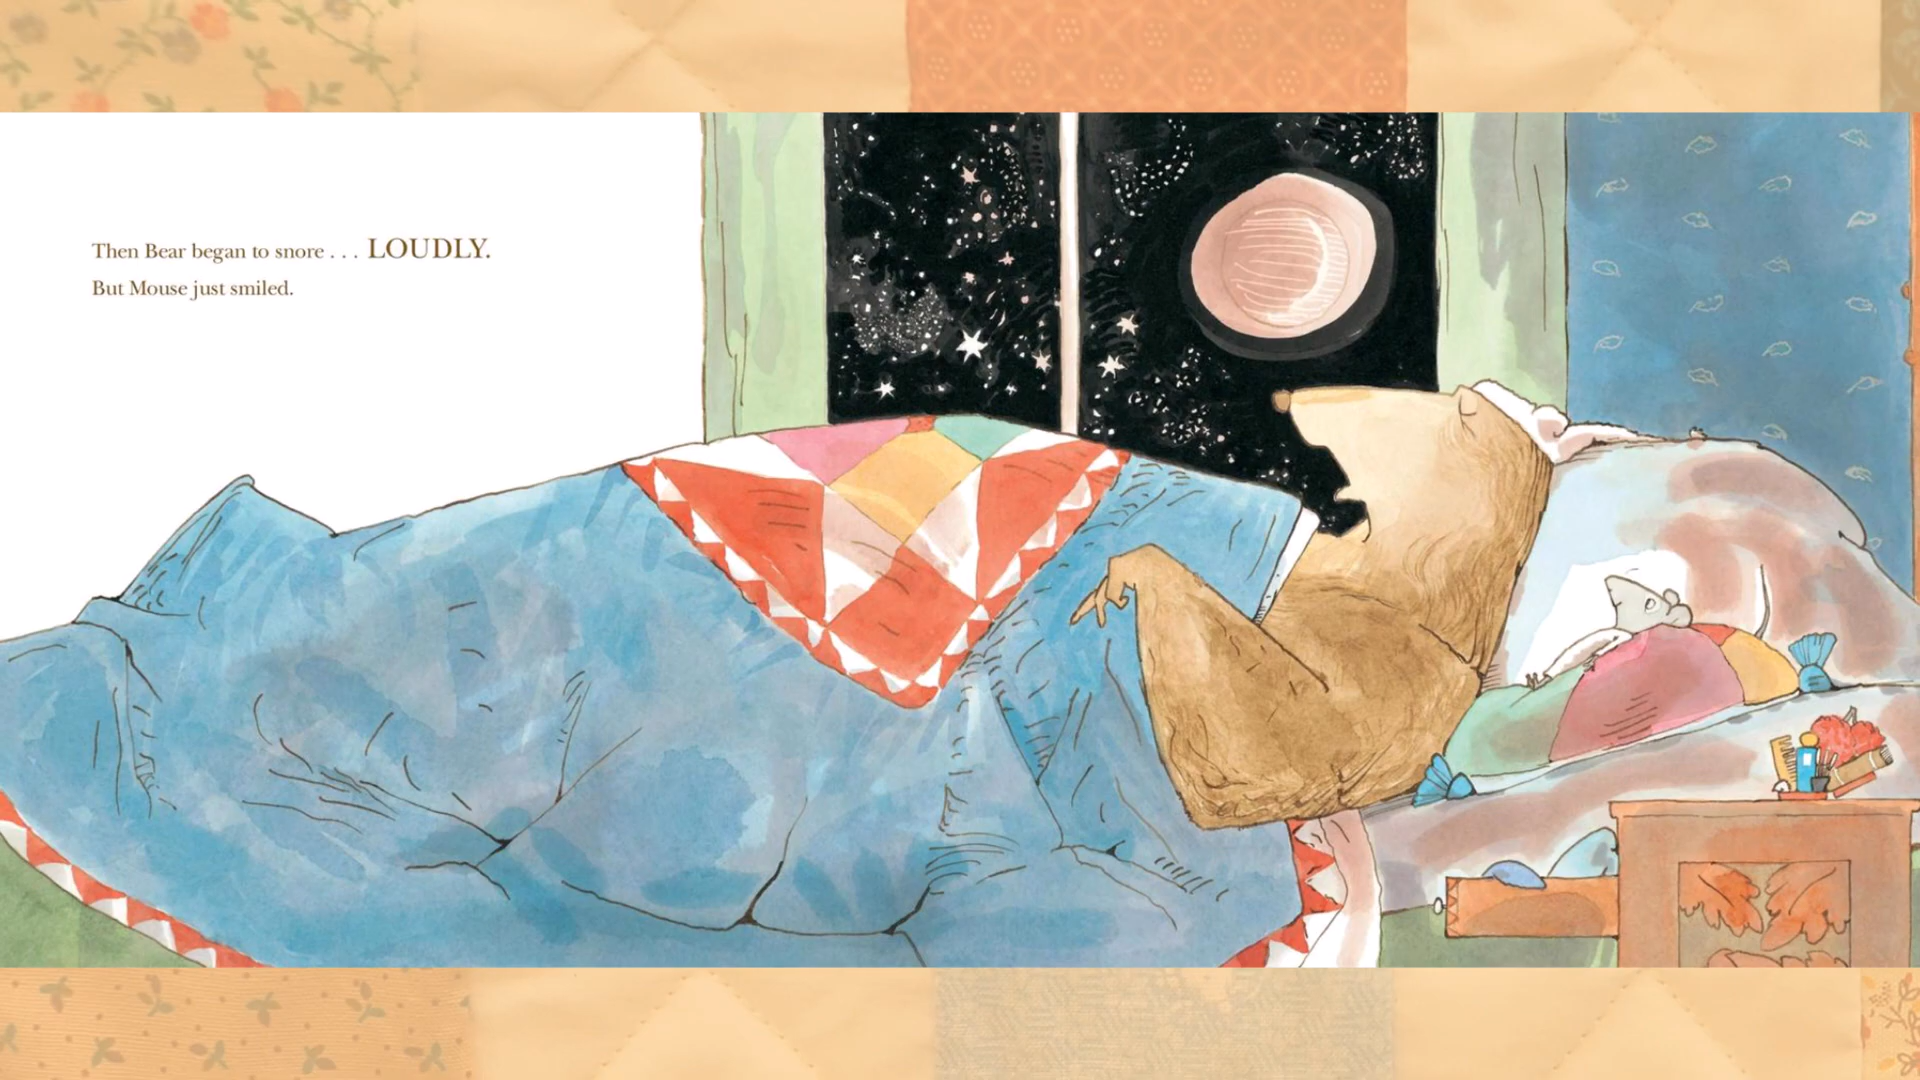 Then Bear began to snore . . . LOUDLY.
But Mouse just smiled.